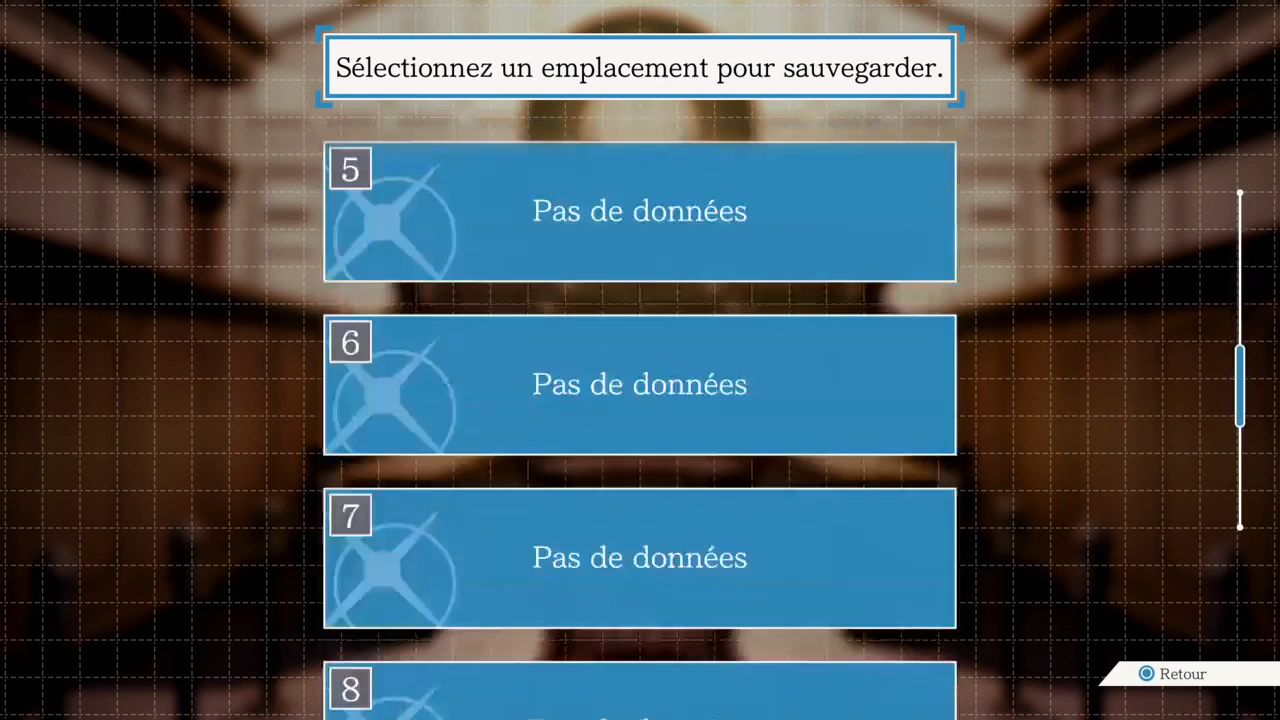 Sélectionnez un emplacement pour sauvegarder.
5
Pas de données
6
Pas de données
7
Pas de données
8
Retour